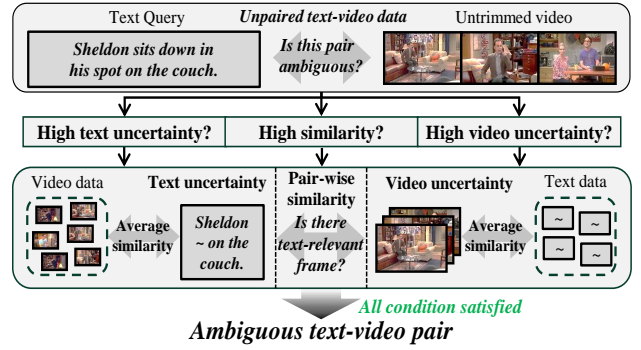 Text Query
Unpaired text-video data
Untrimmed video
Sheldon sits down in
his spot on the couch.
Is this pair
ambiguous?
High text uncertainty?
High similarity?
High video uncertainty?
Video data
Text uncertainty
Pair-wise
similarity
Video uncertainty
Text data
Average
similarity
Sheldon
~ on the
couch.
Is there
text-relevant
frame?
Average
similarity
~
~
~
~
All condition satisfied
Ambiguous text-video pair